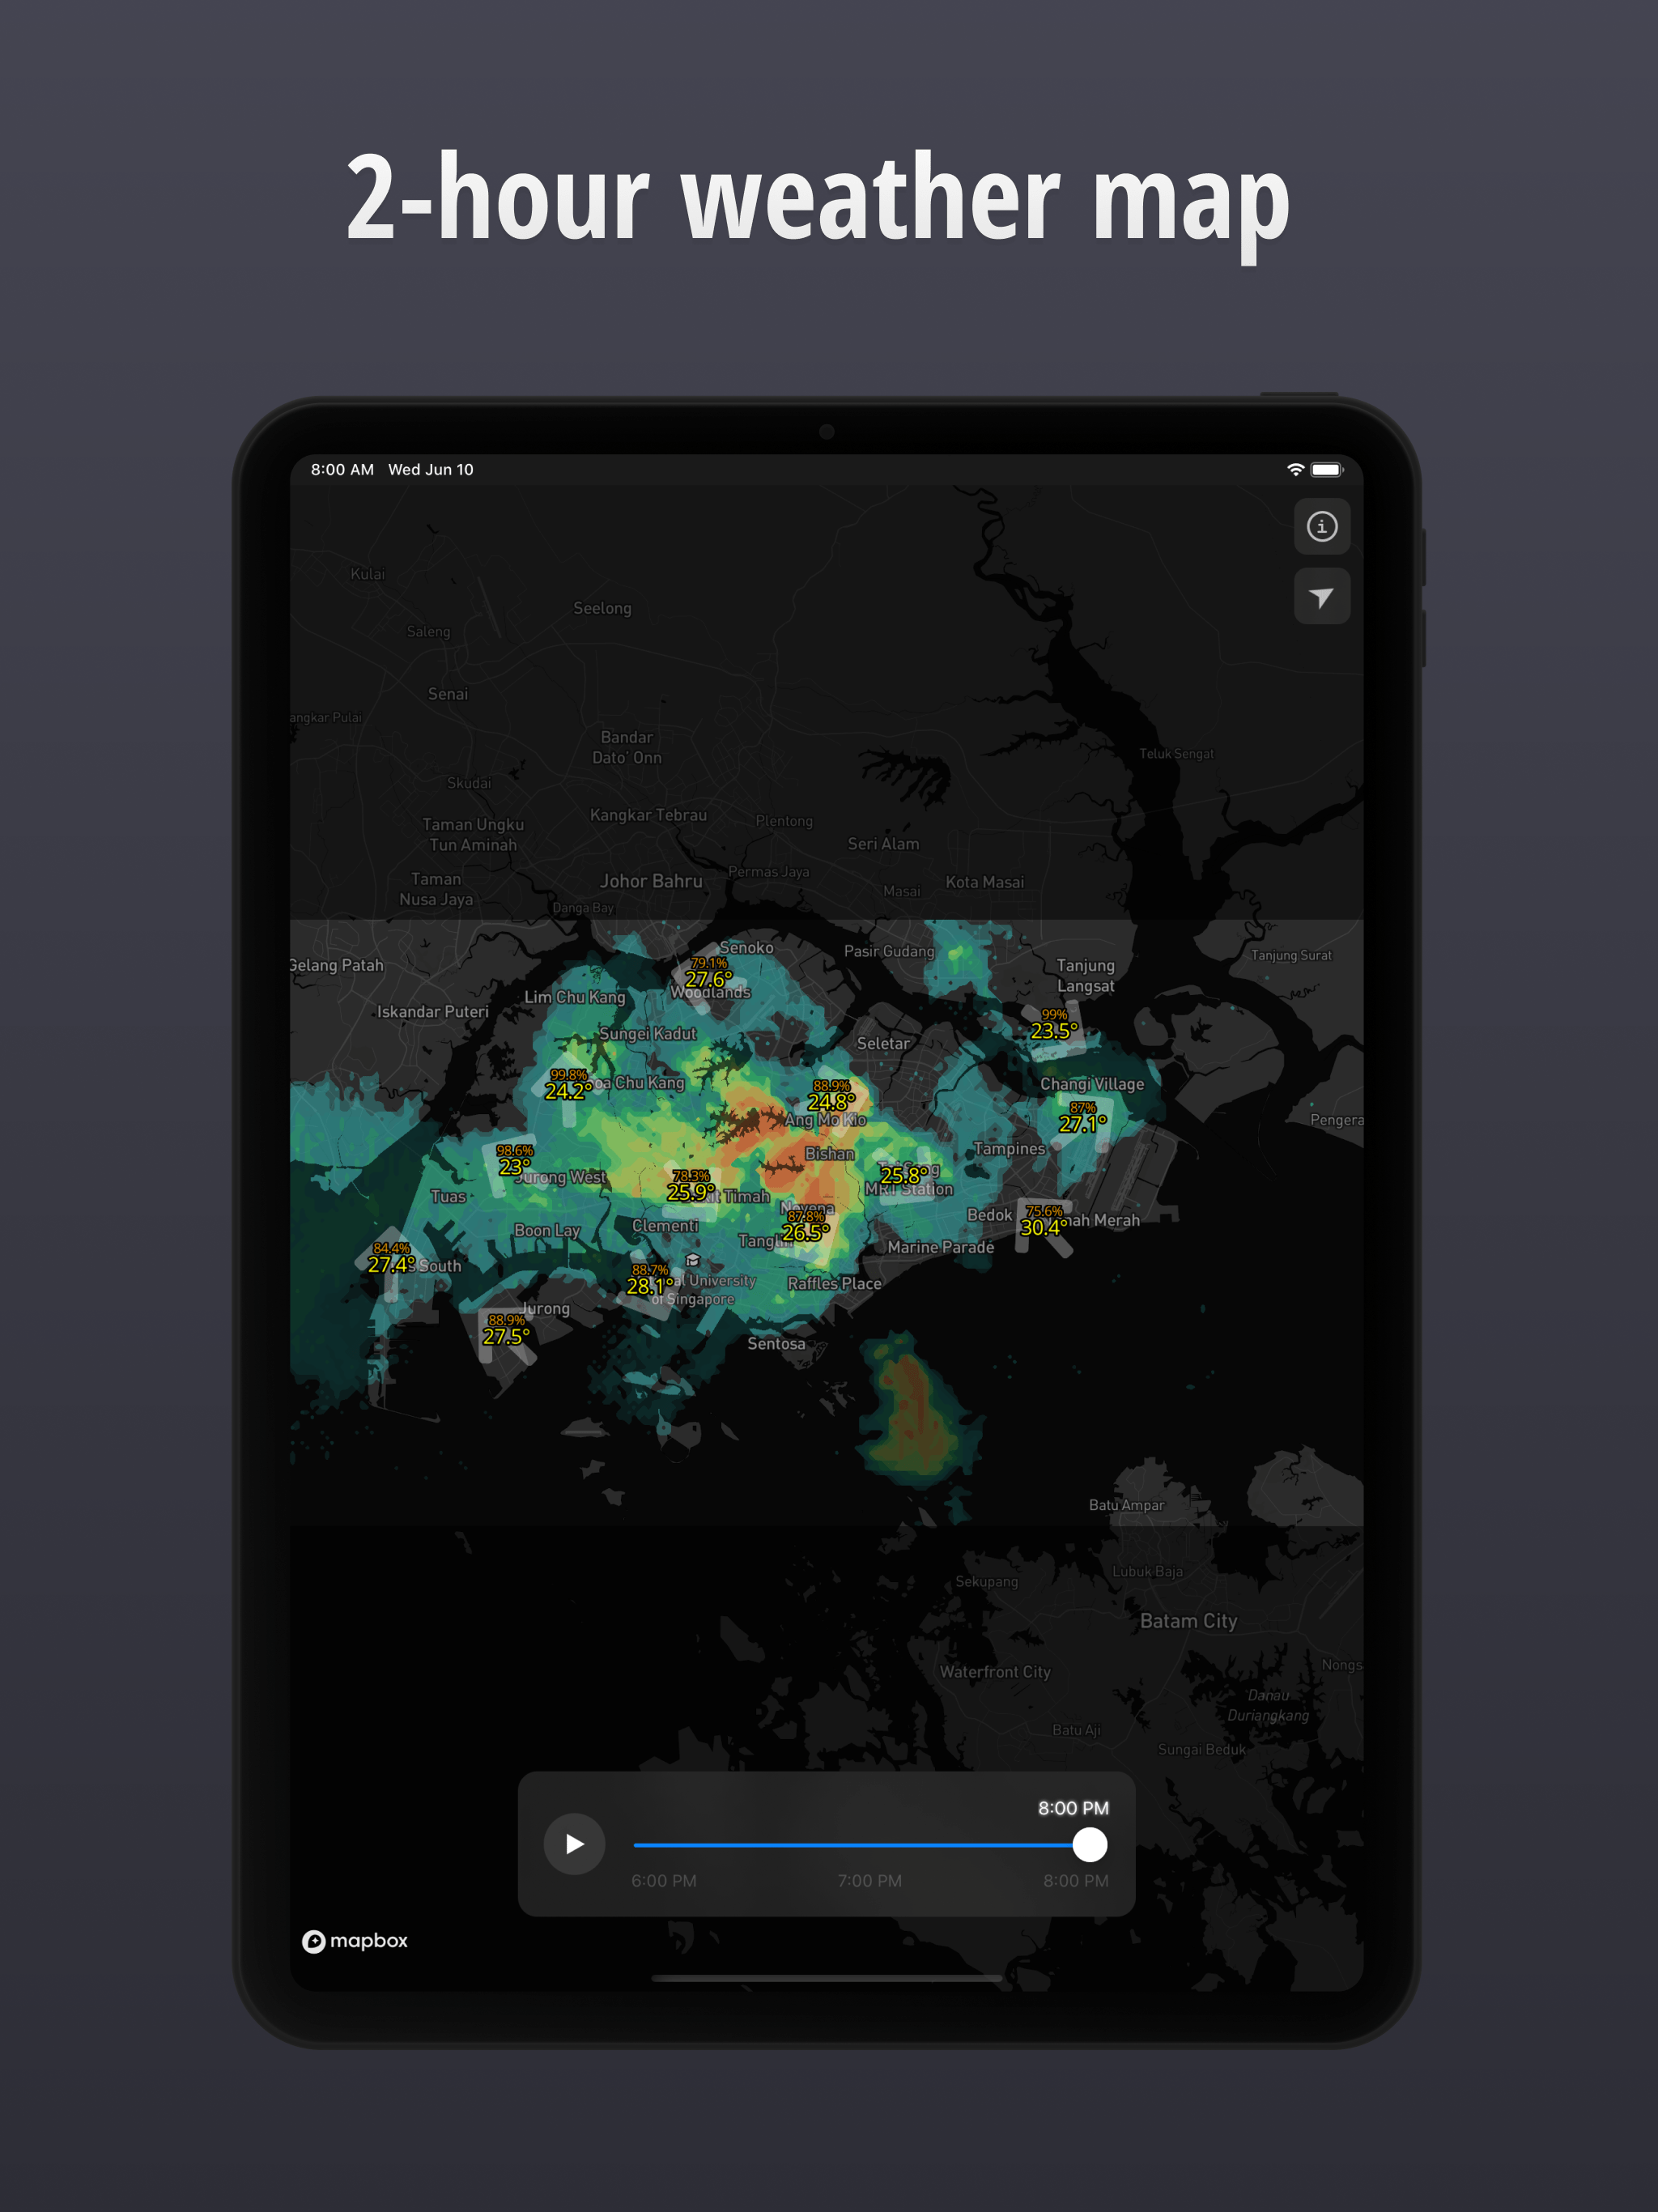 2-hour weather map
8:00 AM Wed Jun 10
Kulai
Seelong
Saleng
Senai
angkar Pulai
Bandar
Dato' Onn
Teluk Sengat
Skudai
Kangkar Tebrau
Taman Ungku
Tun Aminah
Plentong
Seri Alam
Permas Jaya
Taman
Nusa Jaya
Johor Bahru
Masai
Kota Masai
Danga Bay
Senoko
Pasir Gudang
Tanjung Surat
79.1%
27.6°
Woodlands
Gelang Patah
Tanjung
Langsat
Lim Chu Kang
Iskandar Puteri
99%
23.5°
Sungei Kadut
Seletar
99.8%
24.2°
oa Chu Kang
88.9%
24.8°
Ang Mo Kio
Changi Village
87%
27.1°
Pengera
98.6%
23°
Jurong West
Bishan
Tampines
78.3%
25.9°
it Timah
25.8°
MRT Station
Tuas
Novena
87.8%
26.5°
Bedok
75.6%
30.4°
nah Merah
Boon Lay
Clementi
Tanglin
Marine Parade
84.4%
27.4°
s South
88.7%
28.1°
al University
of Singapore
Raffles Place
Jurong
88.9%
27.5°
Sentosa
Batu Ampar
Lubuk Baja
Sekupang
Batam City
Waterfront City
Nongs
Danau
Duriangkang
Batu Aji
Sungai Beduk
8:00 PM
6:00 PM 7:00 PM 8:00 PM
mapbox